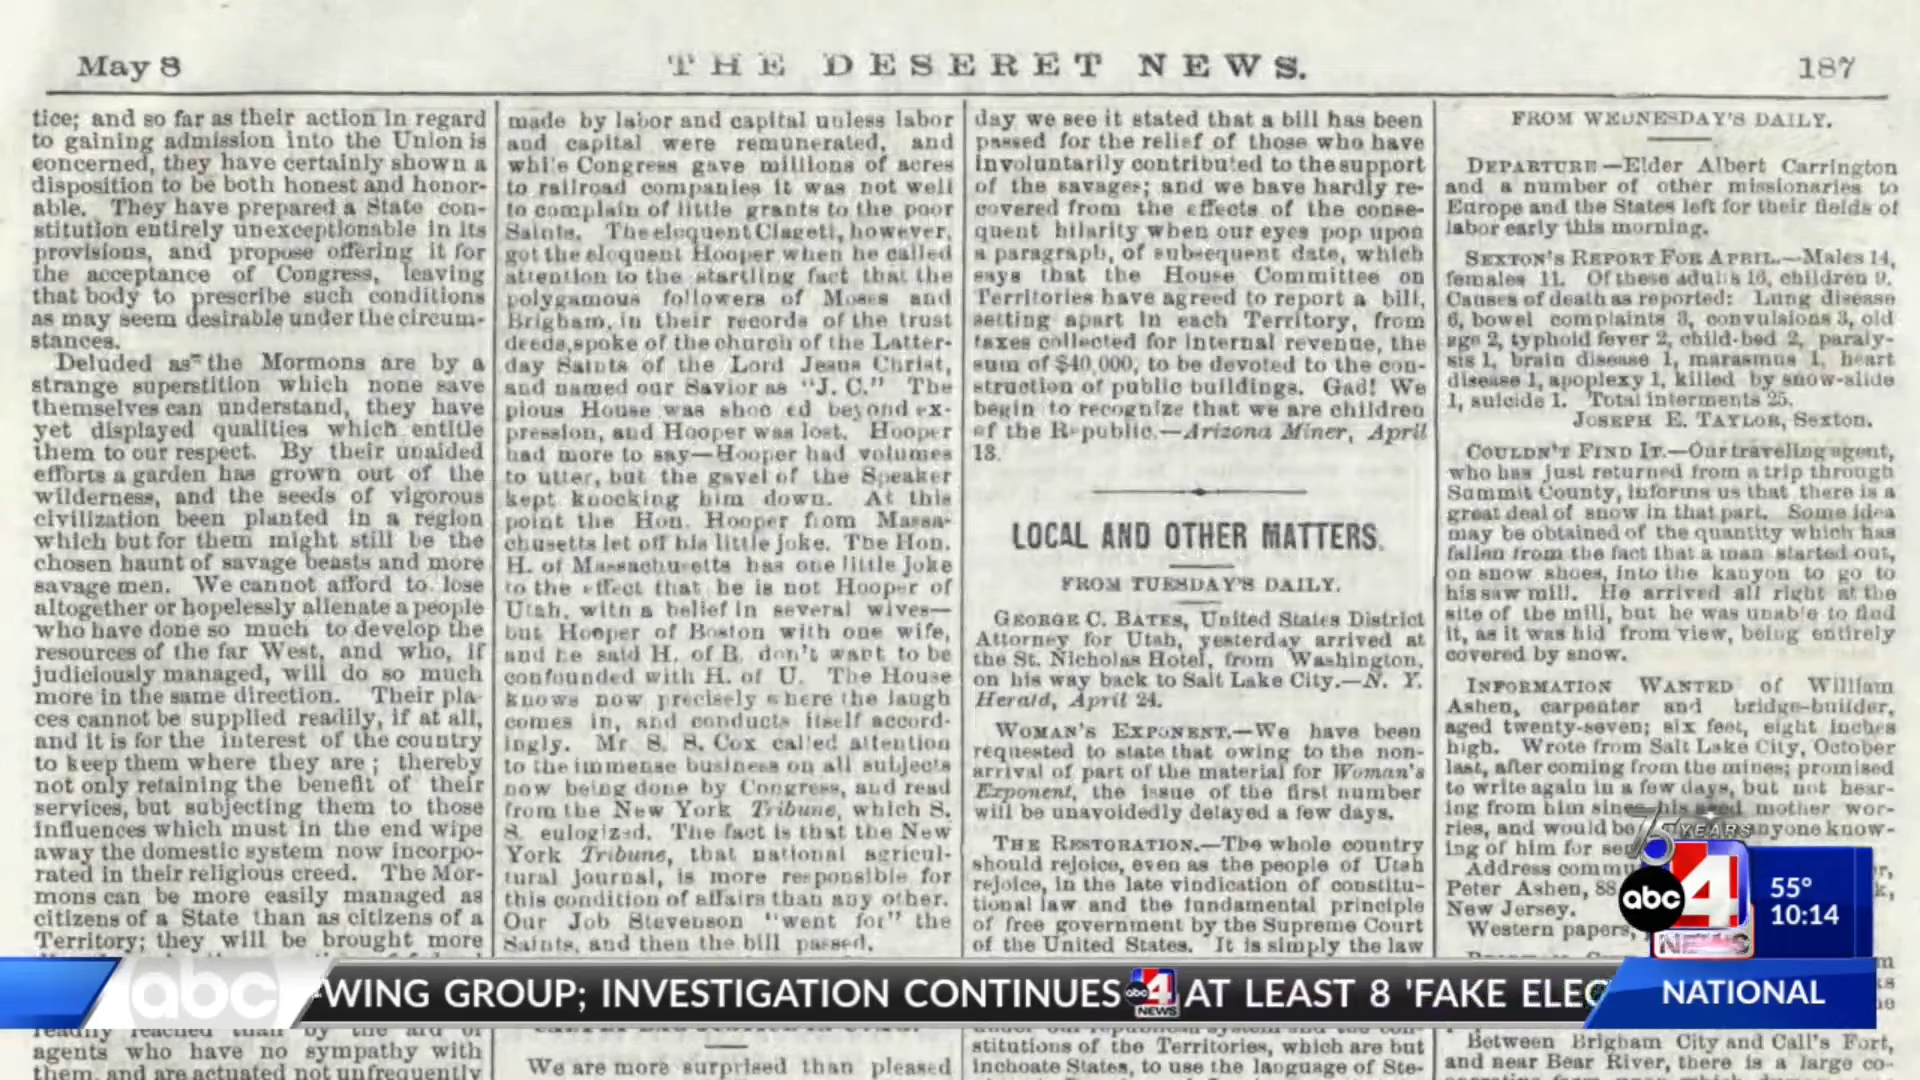 May 8
THE DESERET NEWS.
187
tice; and so far as their action in regard
to gaining admission into the Union is
concerned, they have certainly shown a
disposition to be both honest and honor-
able. They have prepared a State con-
stitution entirely unexceptionable in its
provisions, and propose offering it for
the acceptance of Congress, leaving
that body to prescribe such conditions
as may seem desirable under the circum-
stances.
Deluded as the Mormons are by a
strange superstition which none save
themselves can understand, they have
yet displayed qualities which entitle
them to our respect. By their unaided
efforts a garden has grown out of the
wilderness, and the seeds of vigorous
civilization been planted in a region
which but for them might still be the
chosen haunt of savage beasts and more
savage men. We cannot afford to lose
altogether or hopelessly alienate a people
who have done so much to develop the
resources of the far West, and who, if
judiciously managed, will do so much
more in the same direction. Their pla-
ces cannot be supplied readily, if at all,
and it is for the interest of the country
to keep them where they are; thereby
not only retaining the benefit of their
services, but subjecting them to those
influences which must in the end wipe
away the domestic system now incorpo-
rated in their religious creed. The Mor-
mons can be more easily managed as
citizens of a State than as citizens of a
Territory; they will be brought more
readily reached than by the aid of
agents who have no sympathy with
them, and are actuated not unfrequently
made by labor and capital unless labor
and capital were remunerated, and
while Congress gave millions of acres
to railroad companies it was not well
to complain of little grants to the poor
Saints. The eloquent Clagett, however,
got the eloquent Hooper when he called
attention to the startling fact that the
polygamous followers of Moses and
Brigham, in their records of the trust
deeds, spoke of the church of the Latter-
day Saints of the Lord Jesus Christ,
and named our Savior as "J. C." The
pious House was shoc ed beyond ex-
pression, and Hooper was lost. Hooper
had more to say—Hooper had volumes
to utter, but the gavel of the Speaker
kept knocking him down. At this
point the Hon. Hooper from Massa-
chusetts let off his little joke. The Hon.
H. of Massachusetts has one little joke
to the effect that he is not Hooper of
Utah, with a belief in several wives—
but Hooper of Boston with one wife,
and he said H. of B. don't want to be
confounded with H. of U. The House
knows now precisely where the laugh
comes in, and conducts itself accord-
ingly. Mr. S. S. Cox called attention
to the immense business on all subjects
now being done by Congress, and read
from the New York Tribune, which S.
S. eulogized. The fact is that the New
York Tribune, that national agricul-
tural journal, is more responsible for
this condition of affairs than any other.
Our Job Stevenson "went for" the
Saints, and then the bill passed.
We are more surprised than pleased
day we see it stated that a bill has been
passed for the relief of those who have
involuntarily contributed to the support
of the savages; and we have hardly re-
covered from the effects of the conse-
quent hilarity when our eyes pop upon
a paragraph, of subsequent date, which
says that the House Committee on
Territories have agreed to report a bill,
setting apart in each Territory, from
taxes collected for internal revenue, the
sum of $40,000, to be devoted to the con-
struction of public buildings. Gad! We
begin to recognize that we are children
of the Republic.—Arizona Miner, April
13.
LOCAL AND OTHER MATTERS.
FROM TUESDAY'S DAILY.
GEORGE C. BATES, United States District
Attorney for Utah, yesterday arrived at
the St. Nicholas Hotel, from Washington,
on his way back to Salt Lake City.—N. Y.
Herald, April 24.
WOMAN'S EXPONENT.—We have been
requested to state that owing to the non-
arrival of part of the material for Woman's
Exponent, the issue of the first number
will be unavoidedly delayed a few days.
THE RESTORATION.—The whole country
should rejoice, even as the people of Utah
rejoice, in the late vindication of constitu-
tional law and the fundamental principle
of free government by the Supreme Court
of the United States. It is simply the law
stitutions of the Territories, which are but
inchoate States, to use the language of Ste-
FROM WEDNESDAY'S DAILY.
DEPARTURE—Elder Albert Carrington
and a number of other missionaries to
Europe and the States left for their fields of
labor early this morning.
SEXTON'S REPORT FOR APRIL.—Males 14,
females 11. Of these adults 16, children 9.
Causes of death as reported: Lung disease
6, bowel complaints 3, convulsions 3, old
age 2, typhoid fever 2, child-bed 2, paraly-
sis 1, brain disease 1, marasmus 1, heart
disease 1, apoplexy 1, killed by snow-slide
1, suicide 1. Total interments 25.
JOSEPH E. TAYLOR, Sexton.
COULDN'T FIND IT.—Our travelling agent,
who has just returned from a trip through
Summit County, informs us that there is a
great deal of snow in that part. Some idea
may be obtained of the quantity which has
fallen from the fact that a man started out,
on snow shoes, into the kanyon to go to
his saw mill. He arrived all right at the
site of the mill, but he was unable to find
it, as it was hid from view, being entirely
covered by snow.
INFORMATION WANTED of William
Ashen, carpenter and bridge-builder,
aged twenty-seven; six feet, eight inches
high. Wrote from Salt Lake City, October
last, after coming from the mines; promised
to write again in a few days, but not hear-
ing from him since his aged mother wor-
ries, and would be anyone know-
ing of him for
Address
Peter Ashen, 88
New Jersey.
Western papers,
Between Brigham City and Call's Fort,
and near Bear River, there is a large co-
75 YEARS
abc 4
NEWS
55°
10:14
abc
WING GROUP; INVESTIGATION CONTINUES abc 4 NEWS AT LEAST 8 'FAKE ELEC
NATIONAL